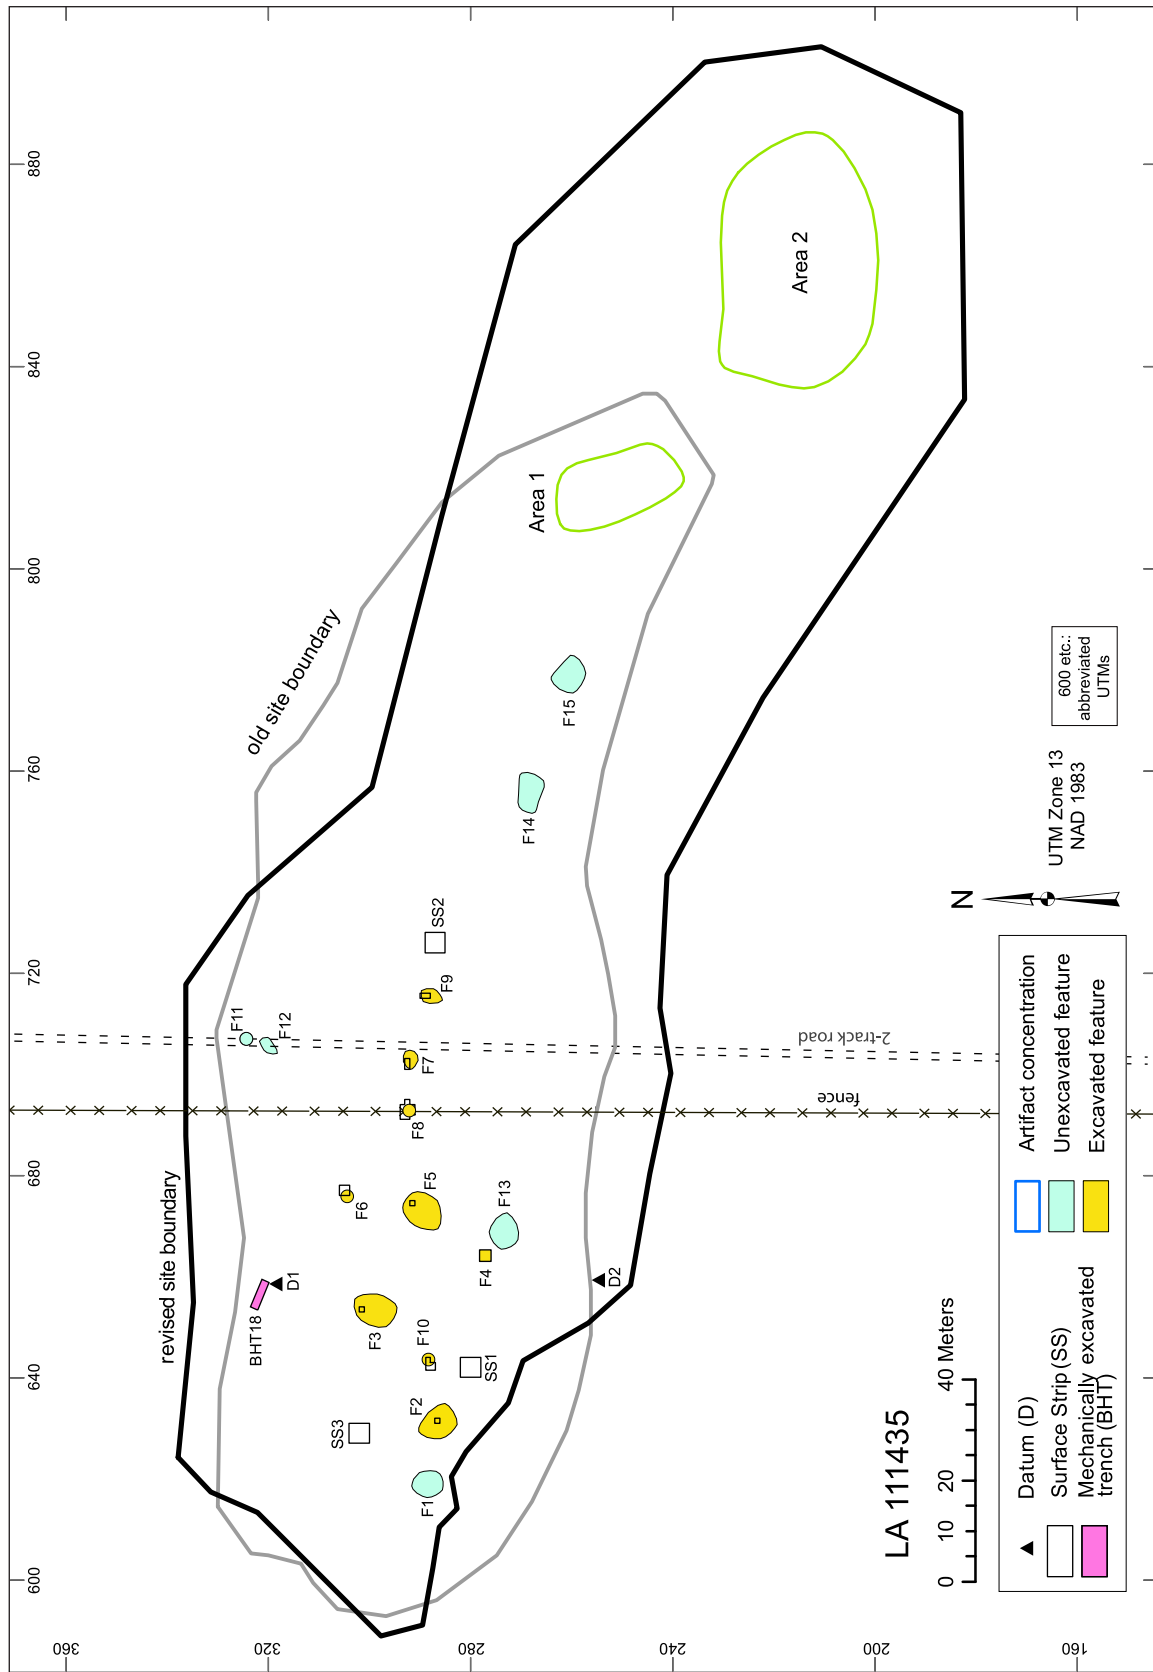 360
320
280
240
200
160
600
640
680
720
760
800
840
880
revised site boundary
old site boundary
Area 1
Area 2
F11
F12
BHT18
D1
SS3
F3
F6
F10
F2
F1
SS1
F5
F8
F7
F9
SS2
F4
F13
D2
F14
F15
fence
2-track road
LA 111435
0
10
20
40 Meters
N
UTM Zone 13
NAD 1983
600 etc.:
abbreviated
UTMs
Datum (D)
Surface Strip (SS)
Mechanically excavated
trench (BHT)
Artifact concentration
Unexcavated feature
Excavated feature